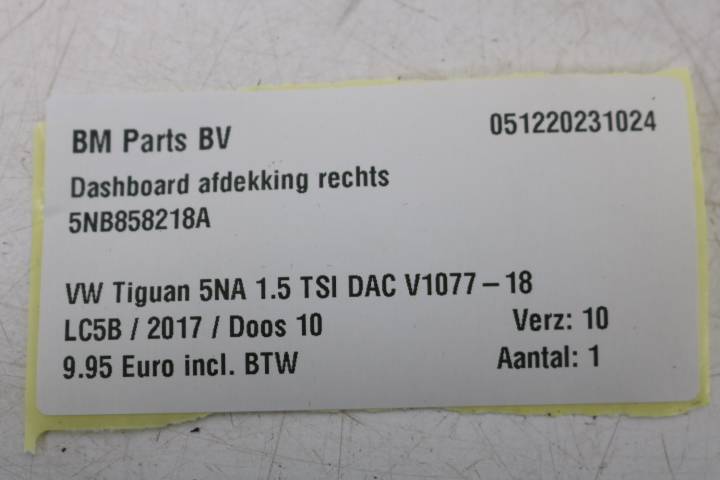 BM Parts BV 051220231024
Dashboard afdekking rechts
5NB858218A
VW Tiguan 5NA 1.5 TSI DAC V1077-18
LC5B / 2017 / Doos 10 Verz: 10
9.95 Euro incl. BTW Aantal: 1